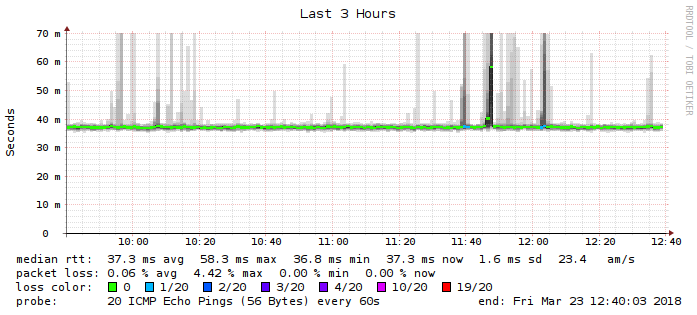 Last 3 Hours
RRDTOOL / TOBI OETIKER
Seconds
70 m
60 m
50 m
40 m
30 m
20 m
10 m
0
10:00 10:20 10:40 11:00 11:20 11:40 12:00 12:20 12:40
median rtt: 37.3 ms avg 58.3 ms max 36.8 ms min 37.3 ms now 1.6 ms sd 23.4 am/s
packet loss: 0.06 % avg 4.42 % max 0.00 % min 0.00 % now
loss color: 0 1/20 2/20 3/20 4/20 10/20 19/20
probe: 20 ICMP Echo Pings (56 Bytes) every 60s end: Fri Mar 23 12:40:03 2018